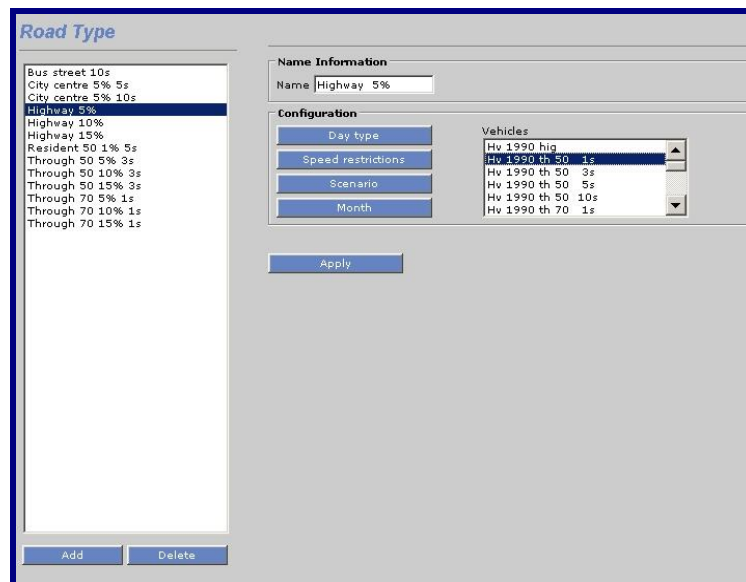 Road Type
Bus street 10s
City centre 5% 5s
City centre 5% 10s
Highway 5%
Highway 10%
Highway 15%
Resident 50 1% 5s
Through 50 5% 3s
Through 50 10% 3s
Through 50 15% 3s
Through 70 5% 1s
Through 70 10% 1s
Through 70 15% 1s
Add
Delete
Name Information
Name Highway 5%
Configuration
Day type
Speed restrictions
Scenario
Month
Vehicles
Hv 1990 hig
Hv 1990 th 50 1s
Hv 1990 th 50 3s
Hv 1990 th 50 5s
Hv 1990 th 50 10s
Hv 1990 th 70 1s
Apply